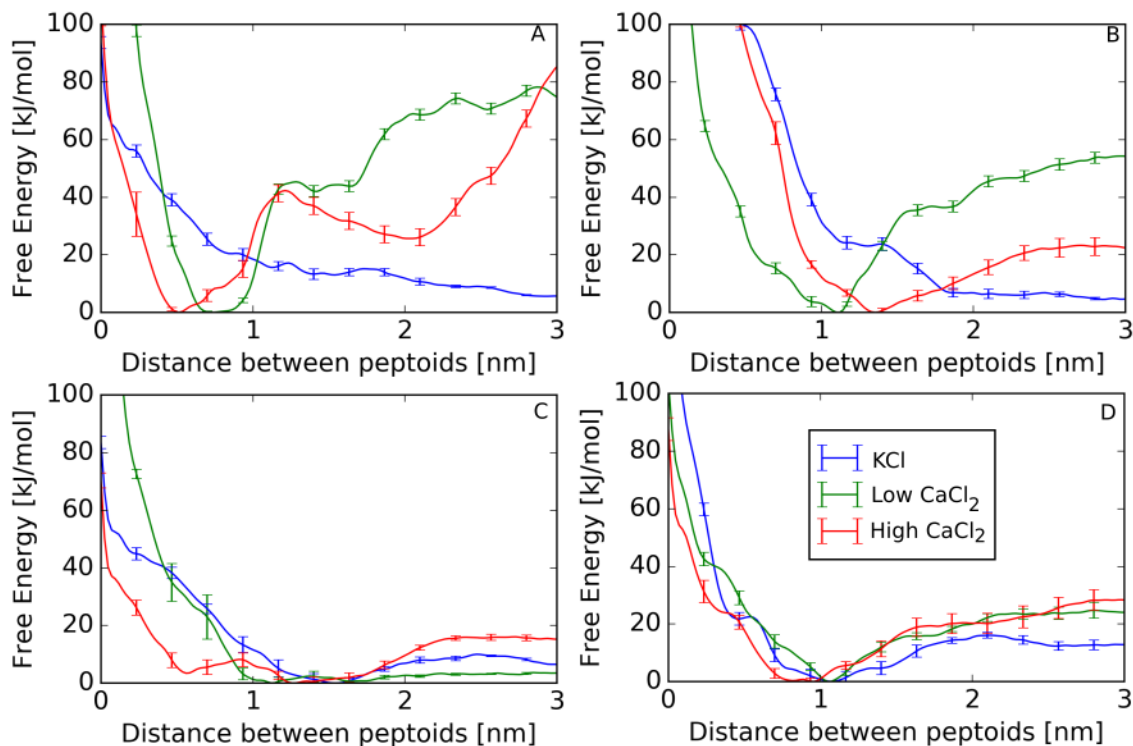 A
100
80
60
40
20
0
Free Energy [kJ/mol]
0 1 2 3
Distance between peptoids [nm]
B
100
80
60
40
20
0
Free Energy [kJ/mol]
0 1 2 3
Distance between peptoids [nm]
C
100
80
60
40
20
0
Free Energy [kJ/mol]
0 1 2 3
Distance between peptoids [nm]
D
100
80
60
40
20
0
Free Energy [kJ/mol]
KCl
Low CaCl₂
High CaCl₂
0 1 2 3
Distance between peptoids [nm]